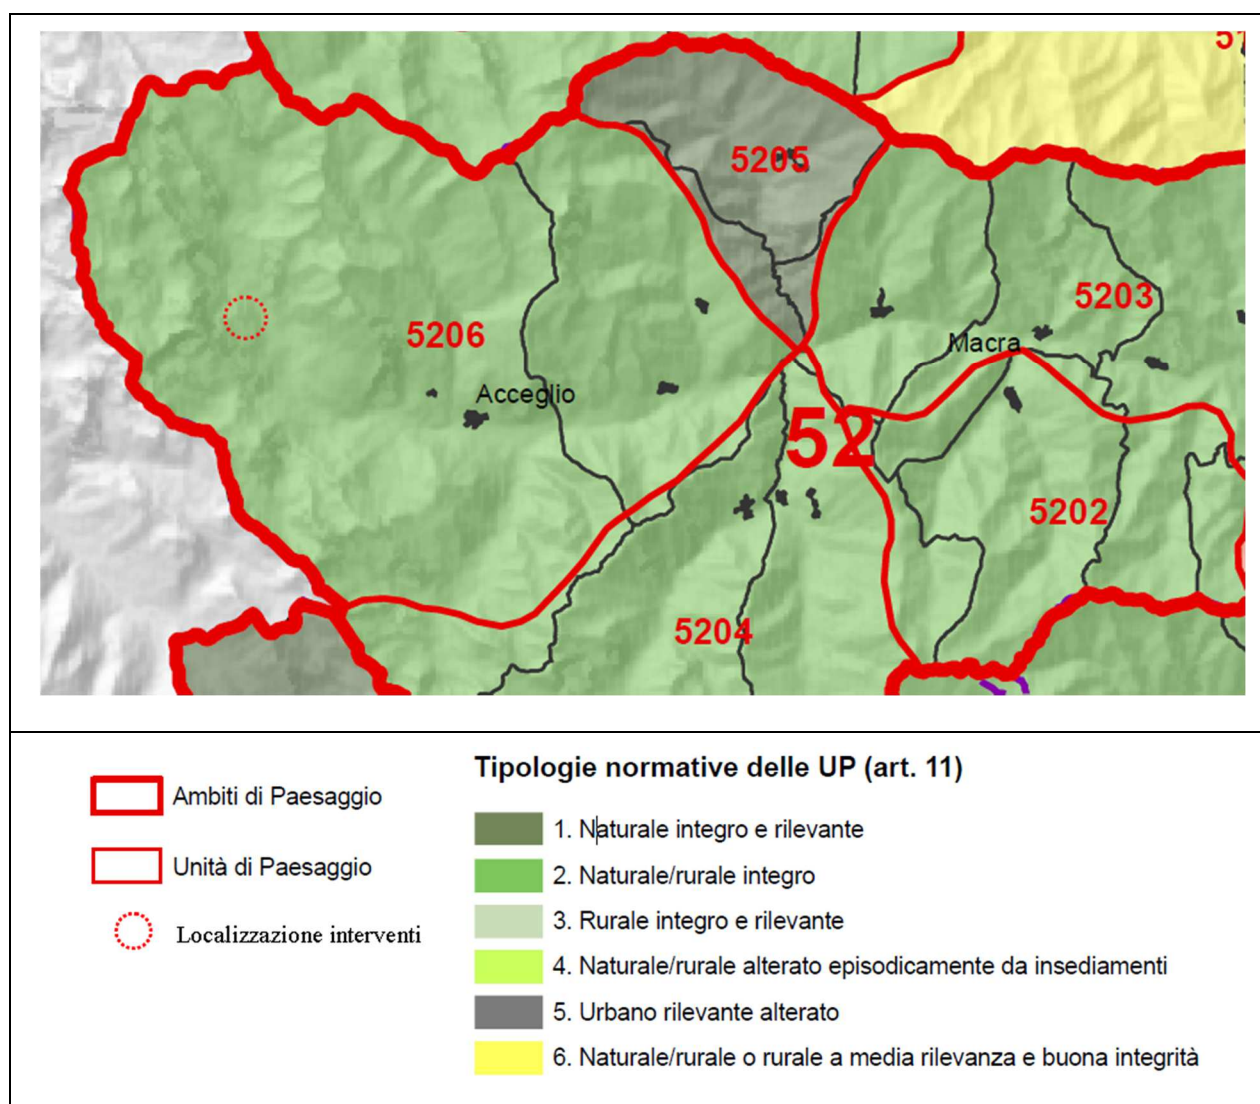 5205
5203
5206
Macra
Acceglio
52
5202
5204
Tipologie normative delle UP (art. 11)
Ambiti di Paesaggio
Unità di Paesaggio
Localizzazione interventi
1. Naturale integro e rilevante
2. Naturale/rurale integro
3. Rurale integro e rilevante
4. Naturale/rurale alterato episodicamente da insediamenti
5. Urbano rilevante alterato
6. Naturale/rurale o rurale a media rilevanza e buona integrità